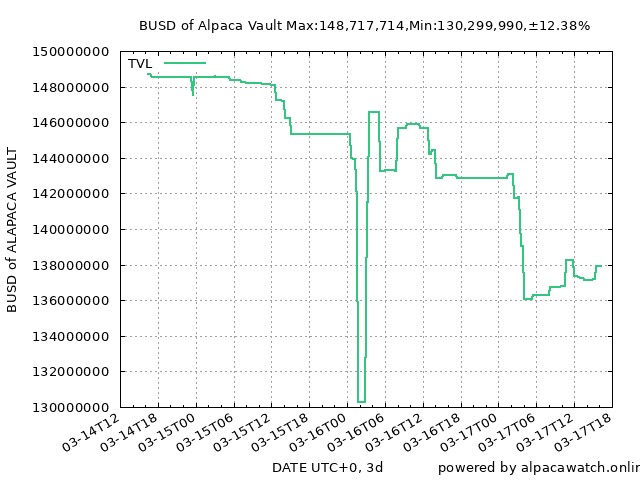 BUSD of Alpaca Vault Max:148,717,714,Min:130,299,990,±12.38%
TVL
150000000
148000000
146000000
144000000
142000000
140000000
138000000
136000000
134000000
132000000
130000000
BUSD of ALAPACA VAULT
03-14T12
03-14T18
03-15T00
03-15T06
03-15T12
03-15T18
03-16T00
03-16T06
03-16T12
03-16T18
03-17T00
03-17T06
03-17T12
03-17T18
DATE UTC+0, 3d
powered by alpacawatch.onlin